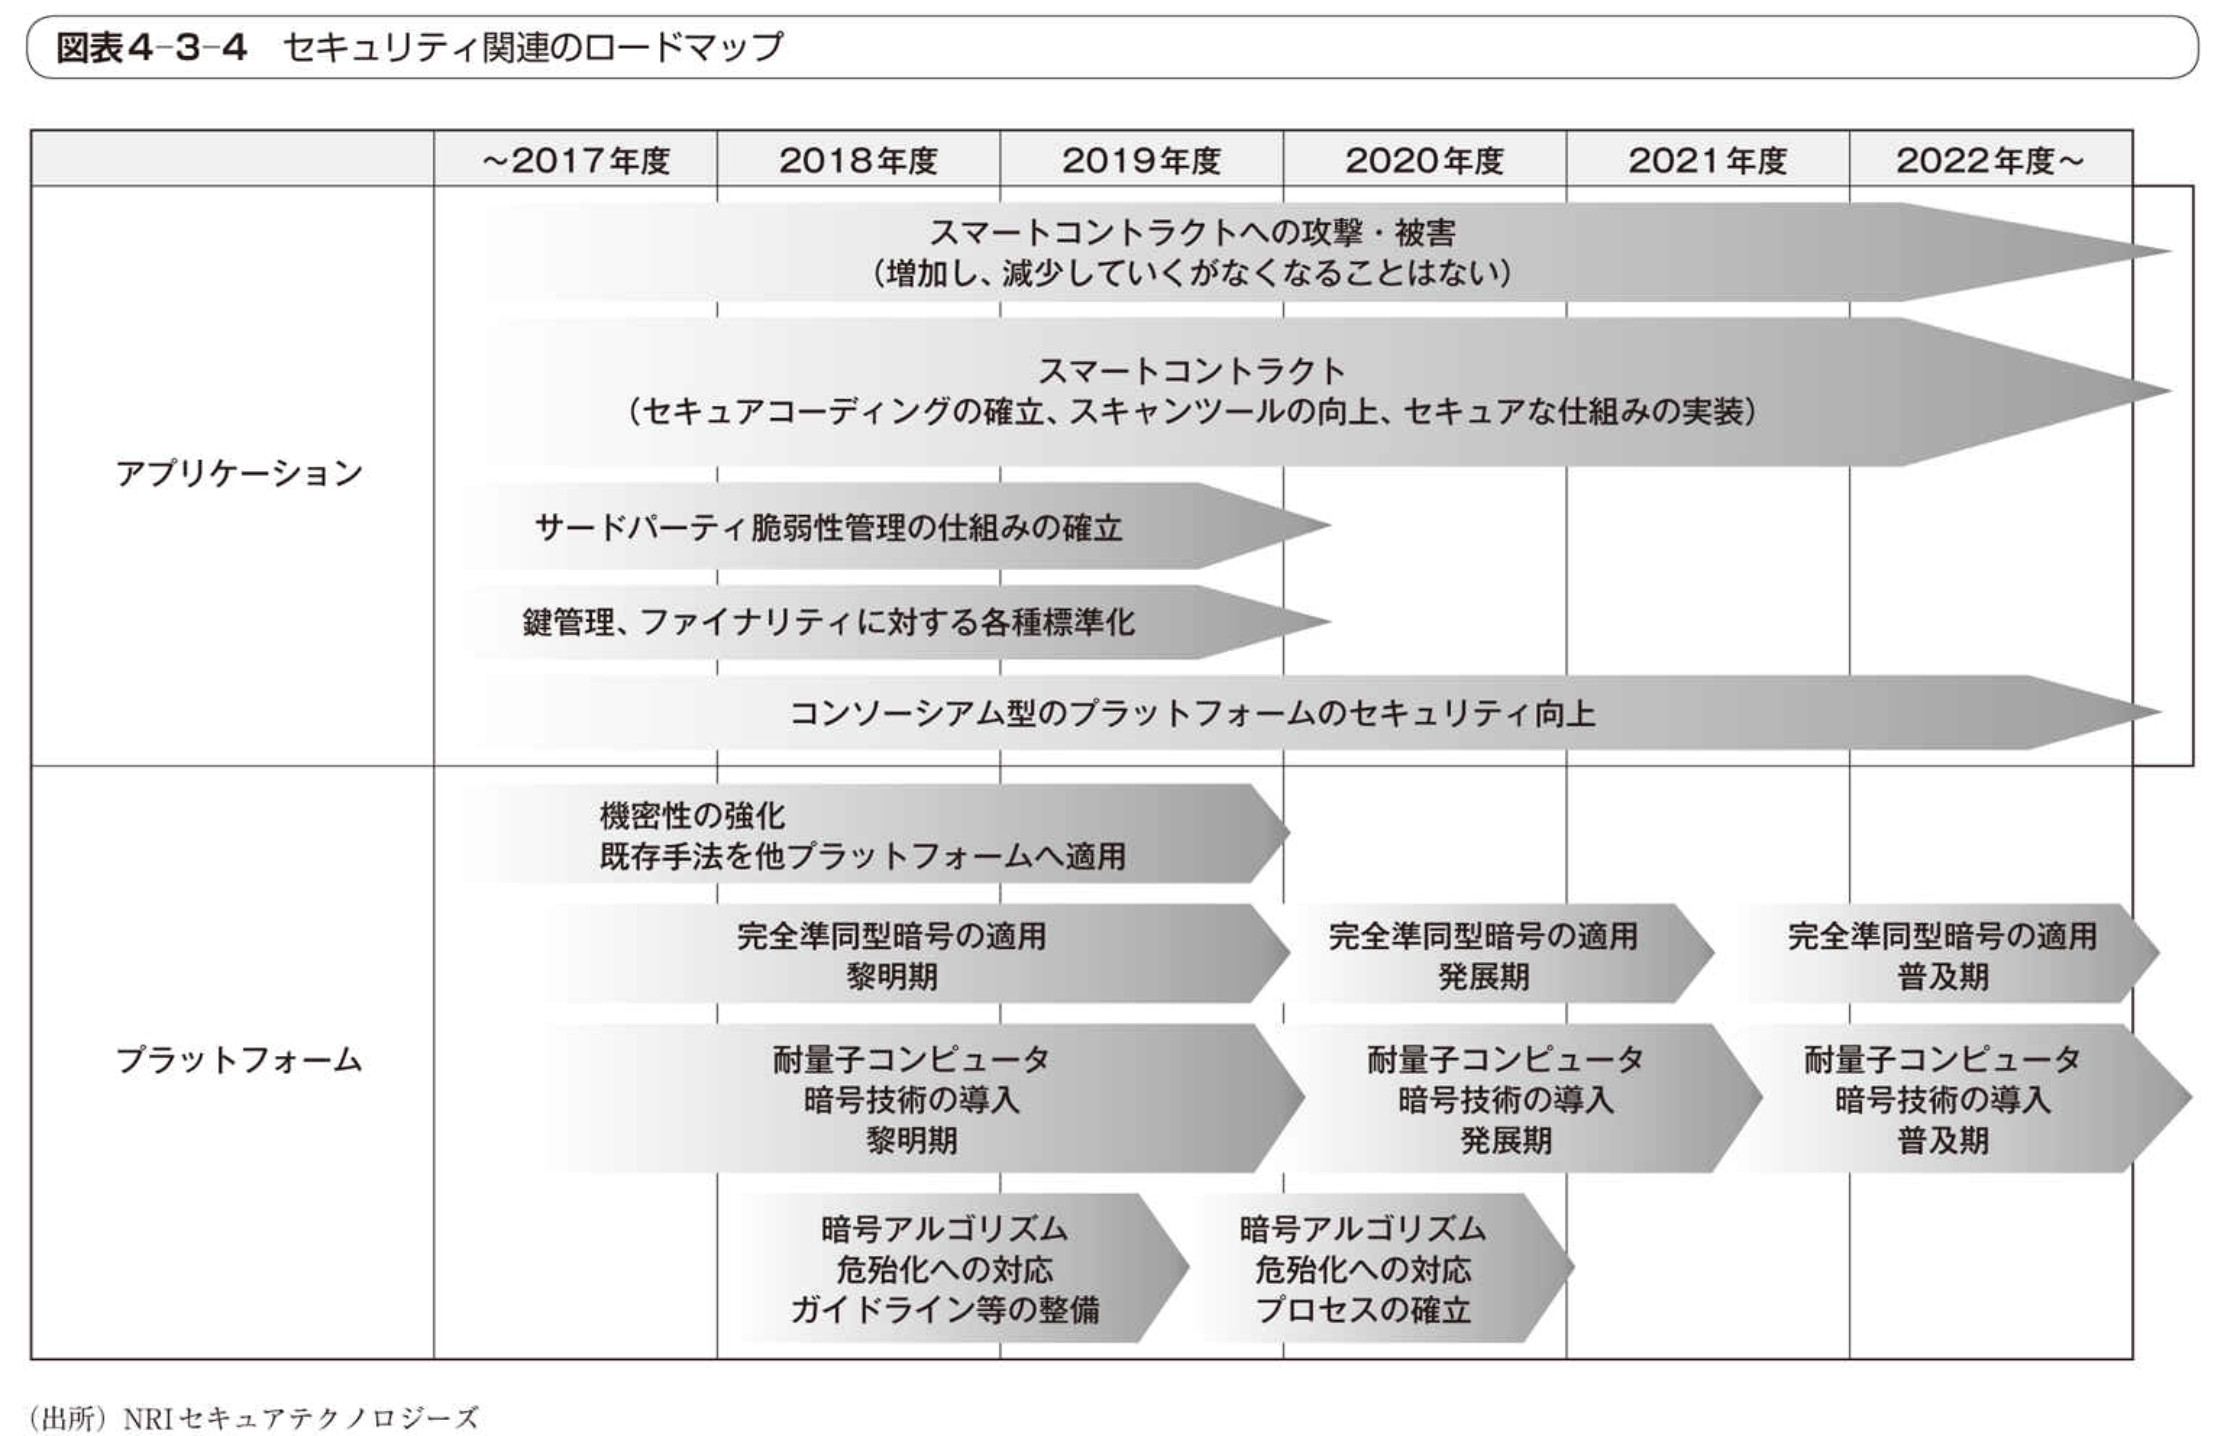 図表4-3-4 セキュリティ関連のロードマップ
～2017年度 2018年度 2019年度 2020年度 2021年度 2022年度～
アプリケーション
スマートコントラクトへの攻撃・被害
（増加し、減少していくがなくなることはない）
スマートコントラクト
（セキュアコーディングの確立、スキャンツールの向上、セキュアな仕組みの実装）
サードパーティ脆弱性管理の仕組みの確立
鍵管理、ファイナリティに対する各種標準化
コンソーシアム型のプラットフォームのセキュリティ向上
プラットフォーム
機密性の強化
既存手法を他プラットフォームへ適用
完全準同型暗号の適用
黎明期
完全準同型暗号の適用
発展期
完全準同型暗号の適用
普及期
耐量子コンピュータ
暗号技術の導入
黎明期
耐量子コンピュータ
暗号技術の導入
発展期
耐量子コンピュータ
暗号技術の導入
普及期
暗号アルゴリズム
危殆化への対応
ガイドライン等の整備
暗号アルゴリズム
危殆化への対応
プロセスの確立
（出所）NRIセキュアテクノロジーズ